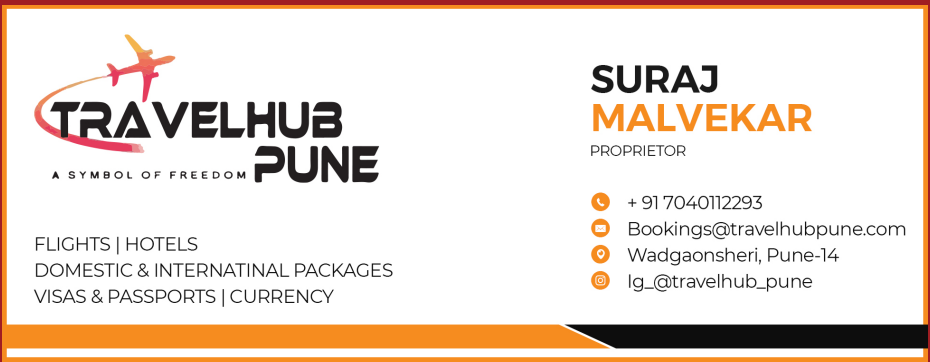 TRAVELHUB
PUNE
A SYMBOL OF FREEDOM
FLIGHTS | HOTELS
DOMESTIC & INTERNATINAL PACKAGES
VISAS & PASSPORTS | CURRENCY
SURAJ
MALVEKAR
PROPRIETOR
+ 91 7040112293
Bookings@travelhubpune.com
Wadgaonsheri, Pune-14
Ig_@travelhub_pune